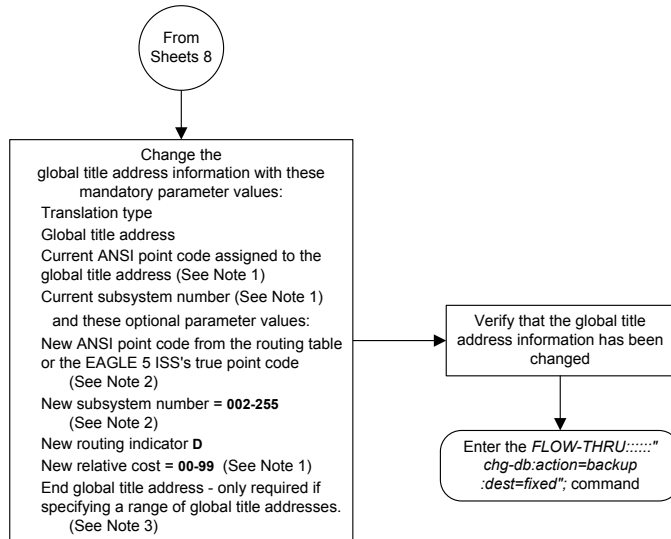 From
Sheets 8
Change the
global title address information with these
mandatory parameter values:
Translation type
Global title address
Current ANSI point code assigned to the
global title address (See Note 1)
Current subsystem number (See Note 1)
and these optional parameter values:
New ANSI point code from the routing table
or the EAGLE 5 ISS's true point code
(See Note 2)
New subsystem number = 002-255
(See Note 2)
New routing indicator D
New relative cost = 00-99 (See Note 1)
End global title address - only required if
specifying a range of global title addresses.
(See Note 3)
Verify that the global title
address information has been
changed
Enter the FLOW-THRU::::::"
chg-db:action=backup
:dest=fixed"; command